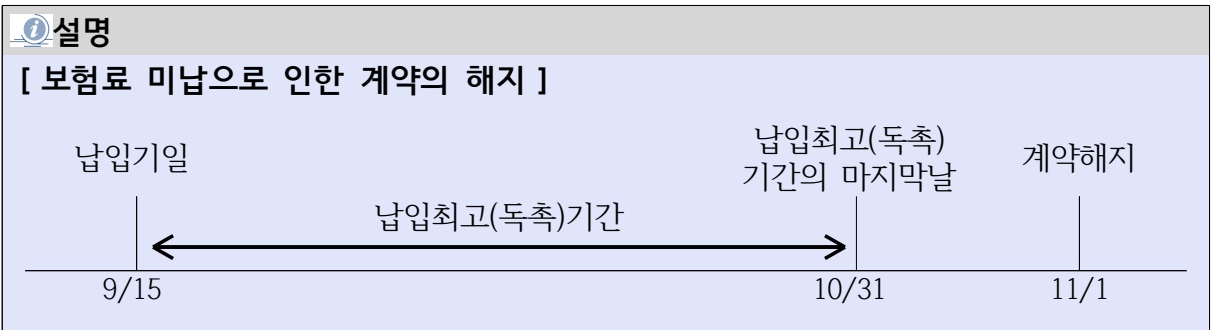 설명
[ 보험료 미납으로 인한 계약의 해지 ]
납입기일
납입최고(독촉)
기간의 마지막날
계약해지
납입최고(독촉)기간
9/15
10/31
11/1